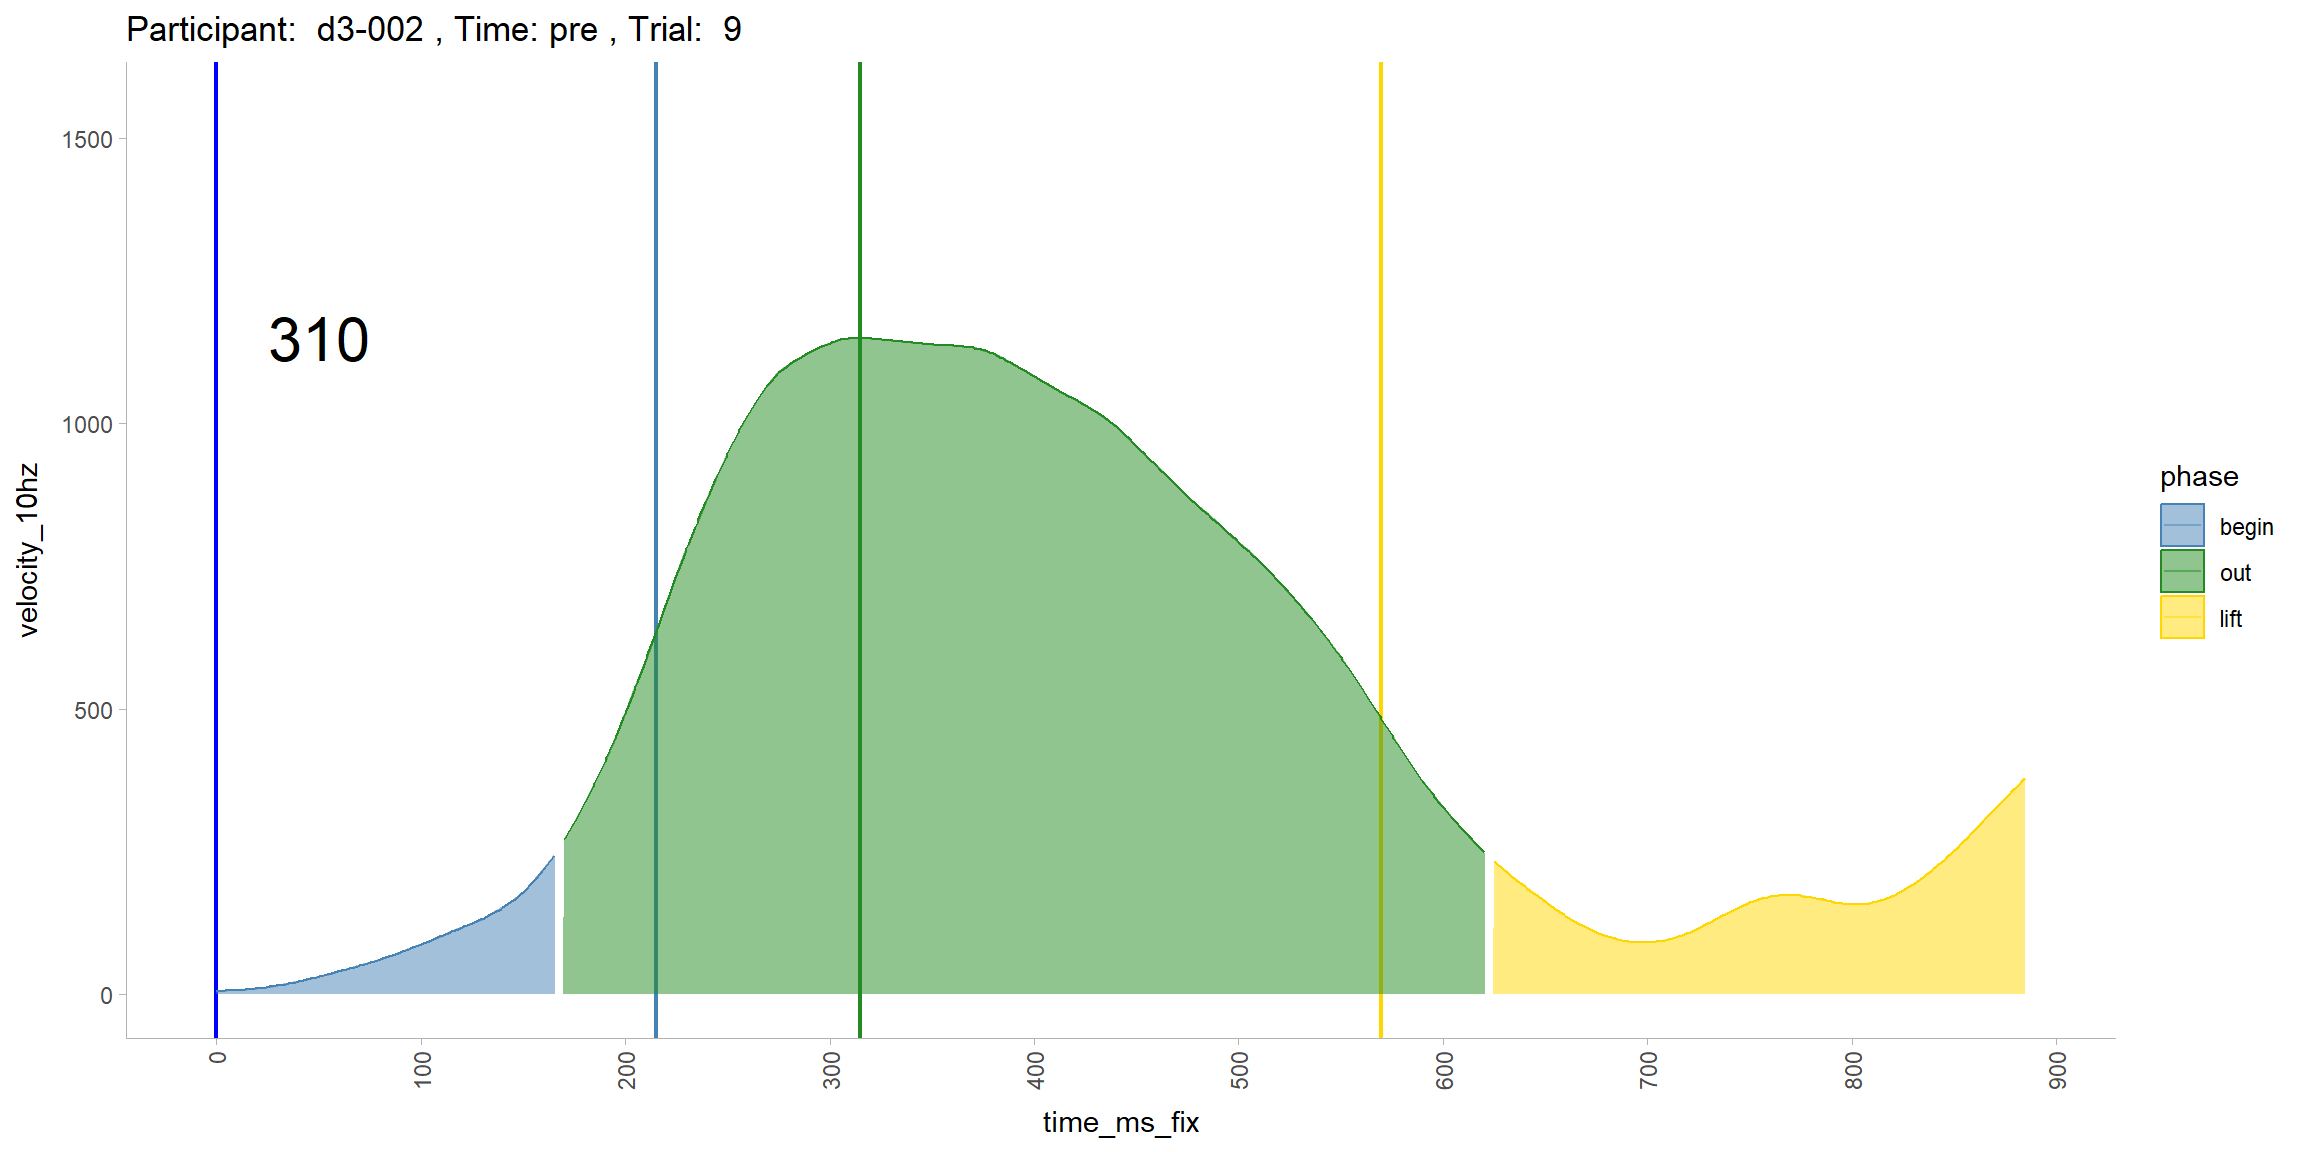 Participant:  d3-002 , Time: pre , Trial:  9
1500
1000
500
0
velocity_10hz
310
0
100
200
300
400
500
600
700
800
900
time_ms_fix
phase
begin
out
lift